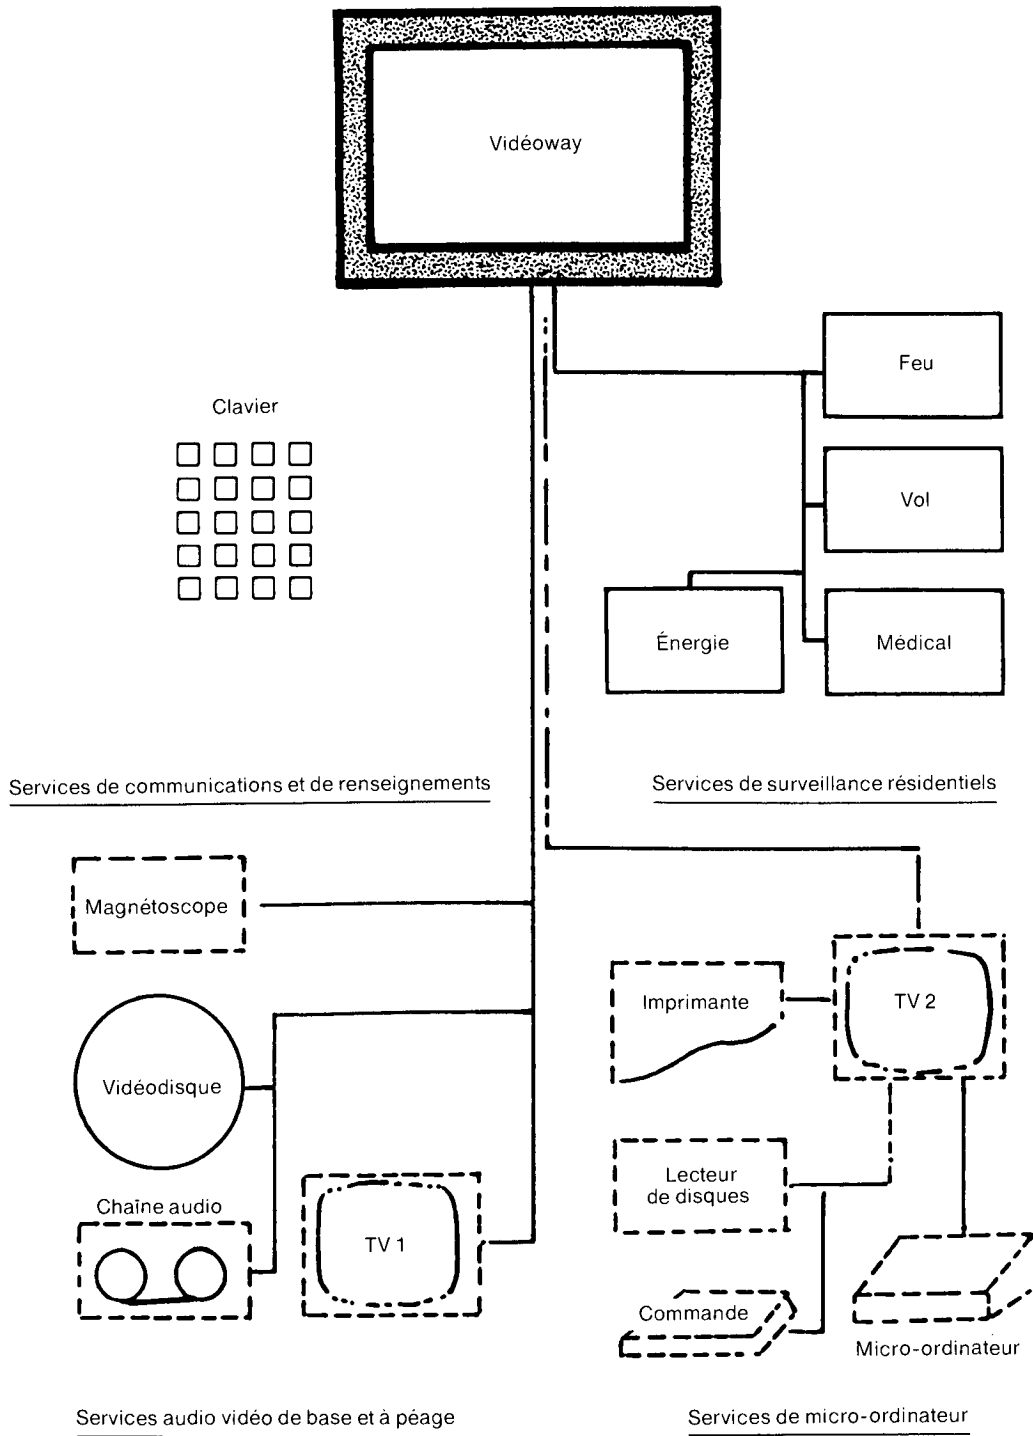 Vidéoway
Feu
Clavier
Vol
Énergie
Médical
Services de communications et de renseignements
Services de surveillance résidentiels
Magnétoscope
Imprimante
TV 2
Vidéodisque
Lecteur
de disques
Chaîne audio
TV 1
Commande
Micro-ordinateur
Services audio vidéo de base et à péage
Services de micro-ordinateur